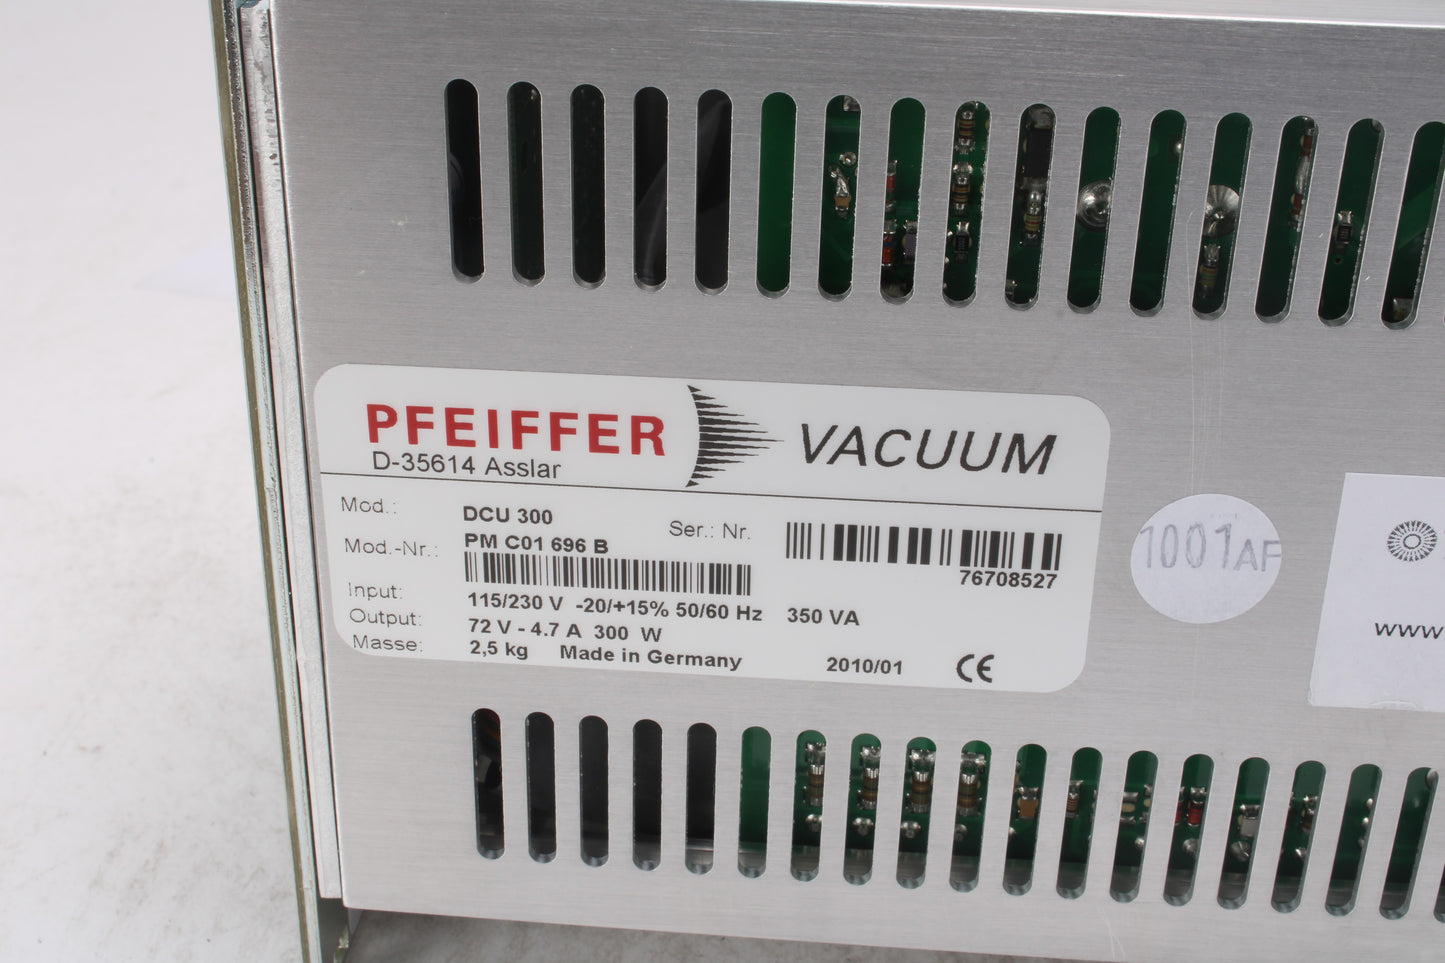 PFEIFFER VACUUM
D-35614 Asslar
Mod.: DCU 300
Mod.-Nr.: PM C01 696 B
Ser.: Nr. 76708527
Input: 115/230 V -20/+15% 50/60 Hz 350 VA
Output: 72 V - 4.7 A 300 W
Masse: 2,5 kg Made in Germany 2010/01 CE
1001AF
www